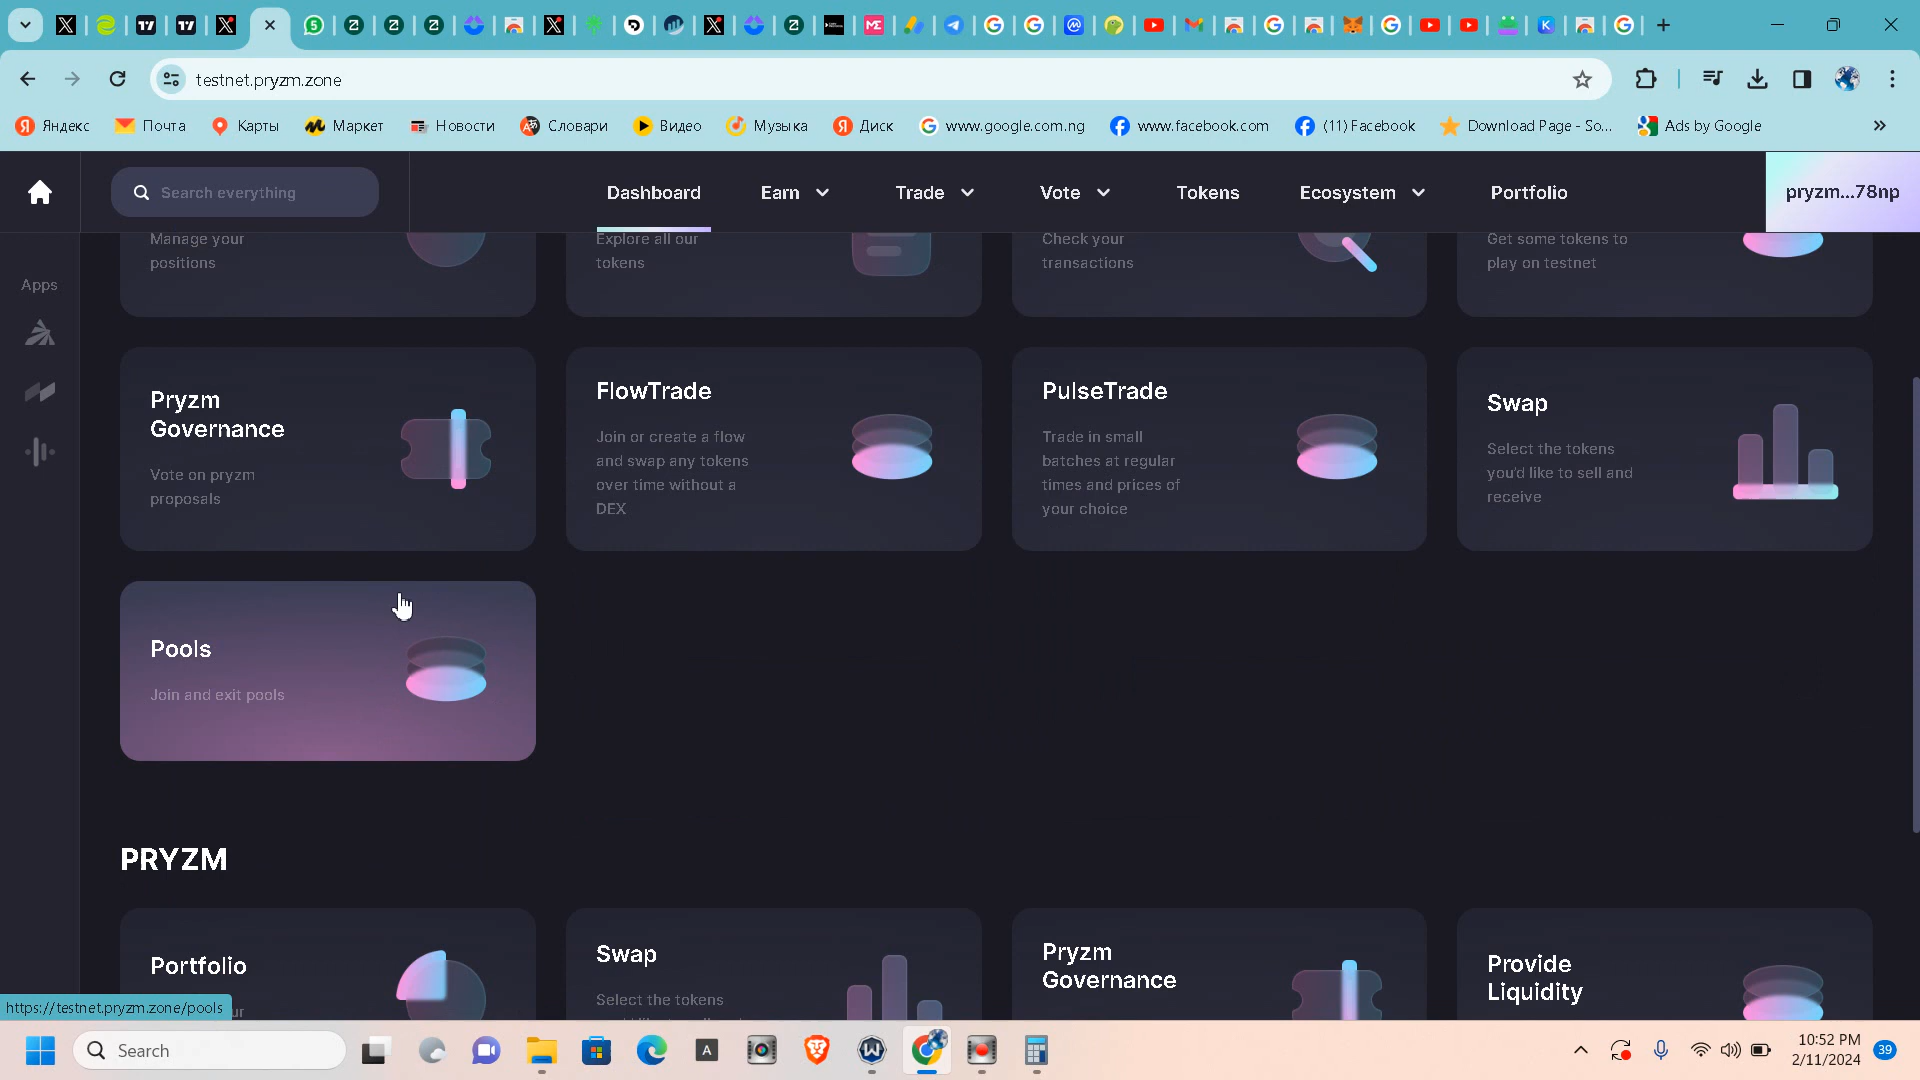 testnet.pryzm.zone
Яндекс
Почта
Карты
Маркет
Новости
Словари
Видео
Музыка
Диск
www.google.com.ng
www.facebook.com
(11) Facebook
Download Page - So...
Ads by Google
Search everything
Dashboard
Earn
Trade
Vote
Tokens
Ecosystem
Portfolio
pryzm...78np
Apps
Manage your
positions
Explore all our
tokens
Check your
transactions
Get some tokens to
play on testnet
Pryzm
Governance
Vote on pryzm
proposals
FlowTrade
Join or create a flow
and swap any tokens
over time without a
DEX
PulseTrade
Trade in small
batches at regular
times and prices of
your choice
Swap
Select the tokens
you'd like to sell and
receive
Pools
Join and exit pools
PRYZM
Portfolio
Swap
Select the tokens
Pryzm
Governance
Provide
Liquidity
https://testnet.pryzm.zone/pools
Search
10:52 PM
2/11/2024
39